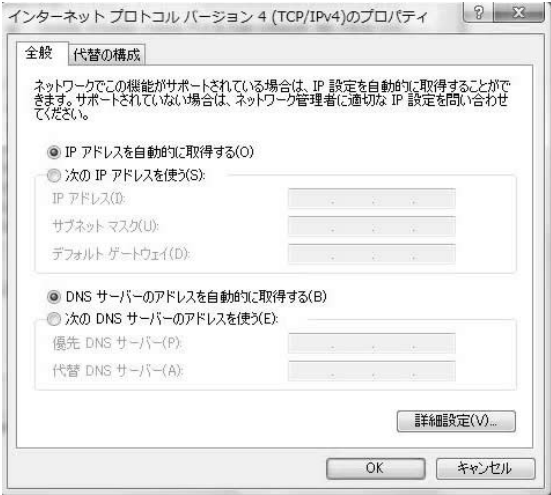 インターネット プロトコル バージョン 4 (TCP/IPv4)のプロパティ
全般 代替の構成
ネットワークでこの機能がサポートされている場合は、IP 設定を自動的に取得することがで
きます。サポートされていない場合は、ネットワーク管理者に適切な IP 設定を問い合わせ
てください。
IP アドレスを自動的に取得する(O)
次の IP アドレスを使う(S):
IP アドレス(I):
サブネット マスク(U):
デフォルト ゲートウェイ(D):
DNS サーバーのアドレスを自動的に取得する(B)
次の DNS サーバーのアドレスを使う(E):
優先 DNS サーバー(P):
代替 DNS サーバー(A):
詳細設定(V)...
OK キャンセル